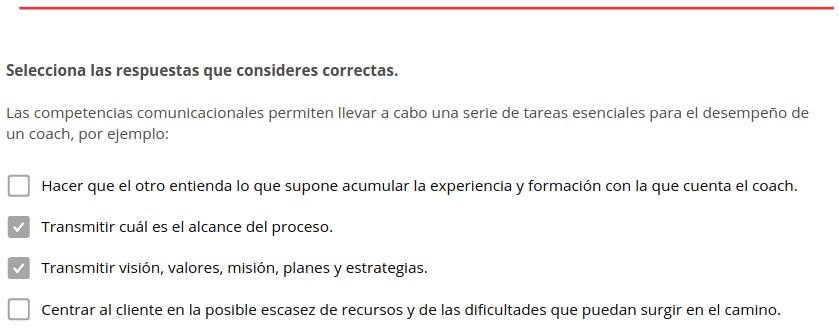 Selecciona las respuestas que consideres correctas.
Las competencias comunicacionales permiten llevar a cabo una serie de tareas esenciales para el desempeño de
un coach, por ejemplo:
Hacer que el otro entienda lo que supone acumular la experiencia y formación con la que cuenta el coach.
Transmitir cuál es el alcance del proceso.
Transmitir visión, valores, misión, planes y estrategias.
Centrar al cliente en la posible escasez de recursos y de las dificultades que puedan surgir en el camino.